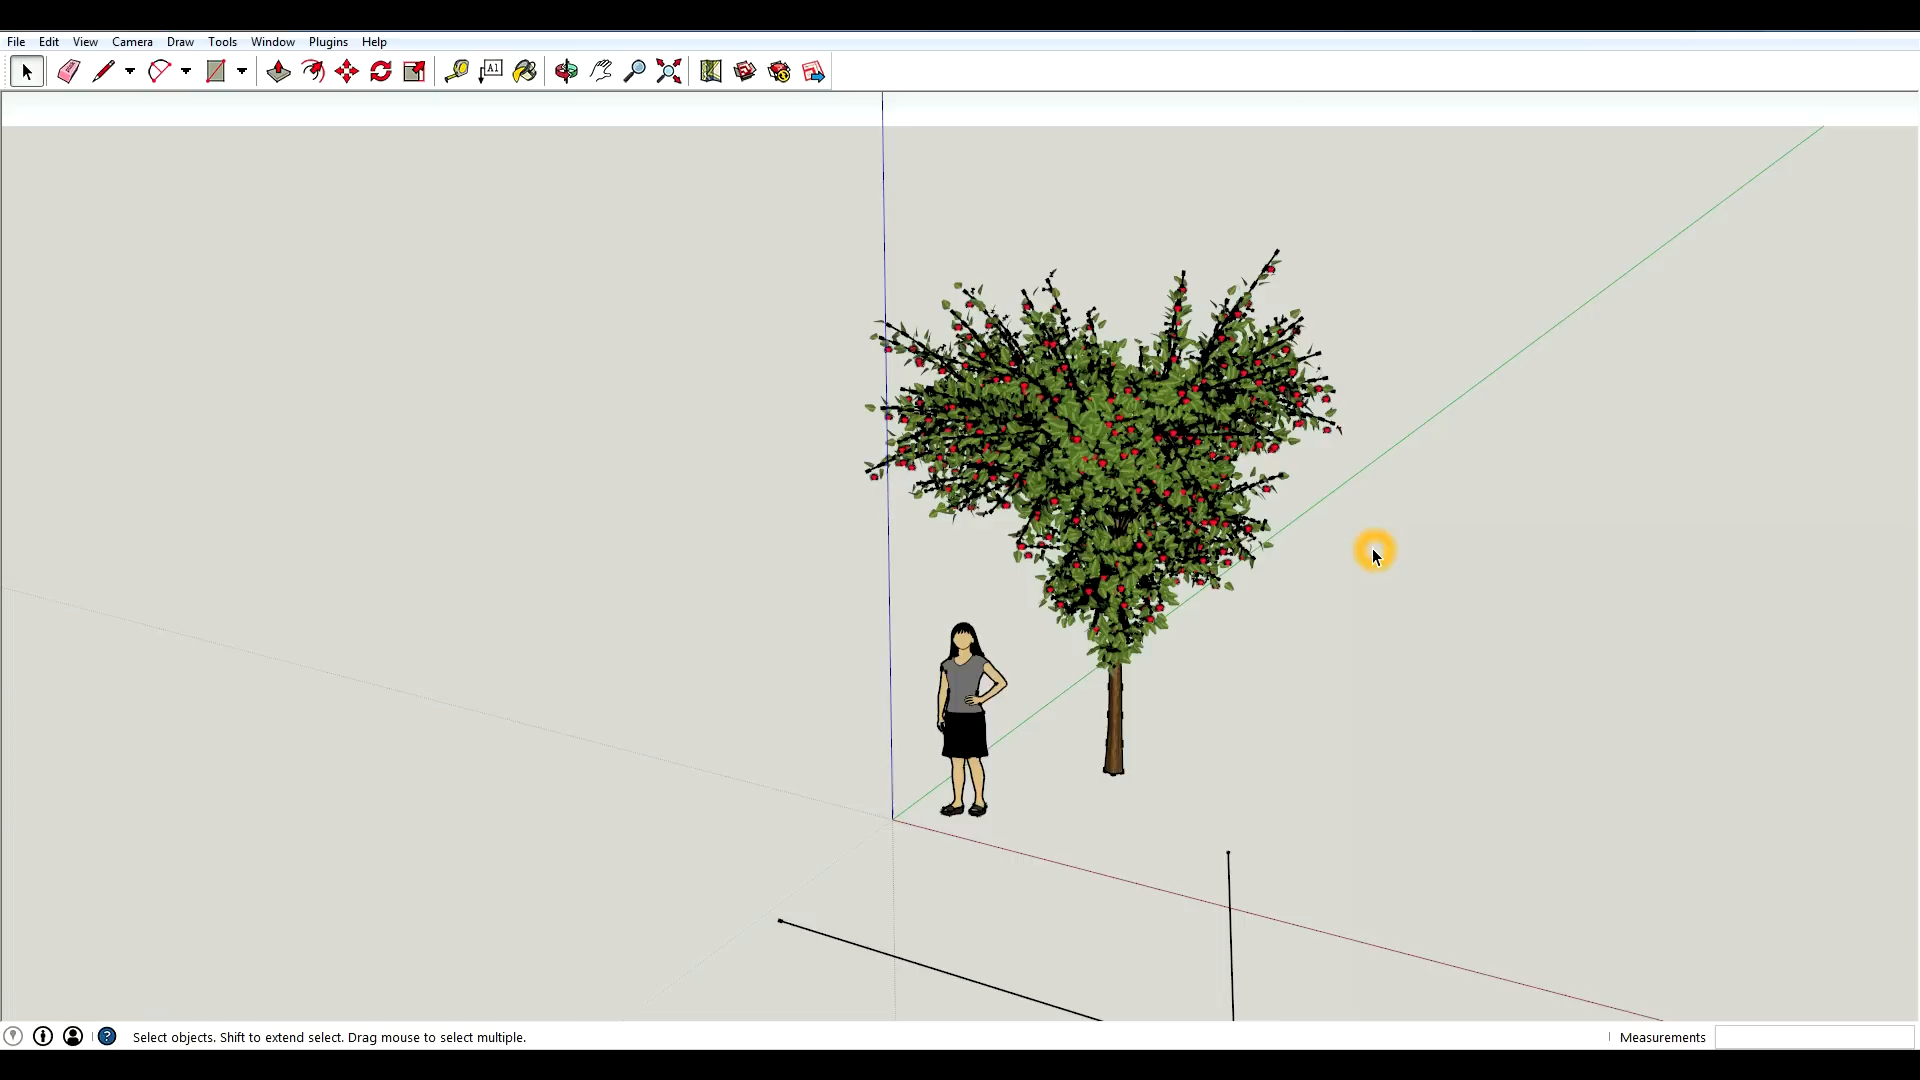 File Edit View Camera Draw Tools Window Plugins Help
A1
Select objects. Shift to extend select. Drag mouse to select multiple.
Measurements